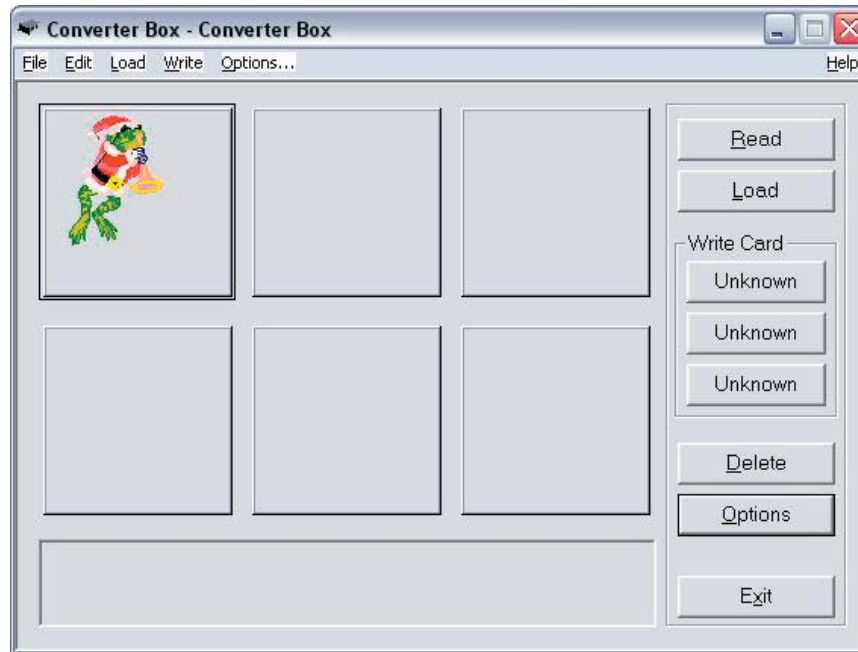 Converter Box - Converter Box
File Edit Load Write Options... Help
Read
Load
Write Card
Unknown
Unknown
Unknown
Delete
Options
Exit